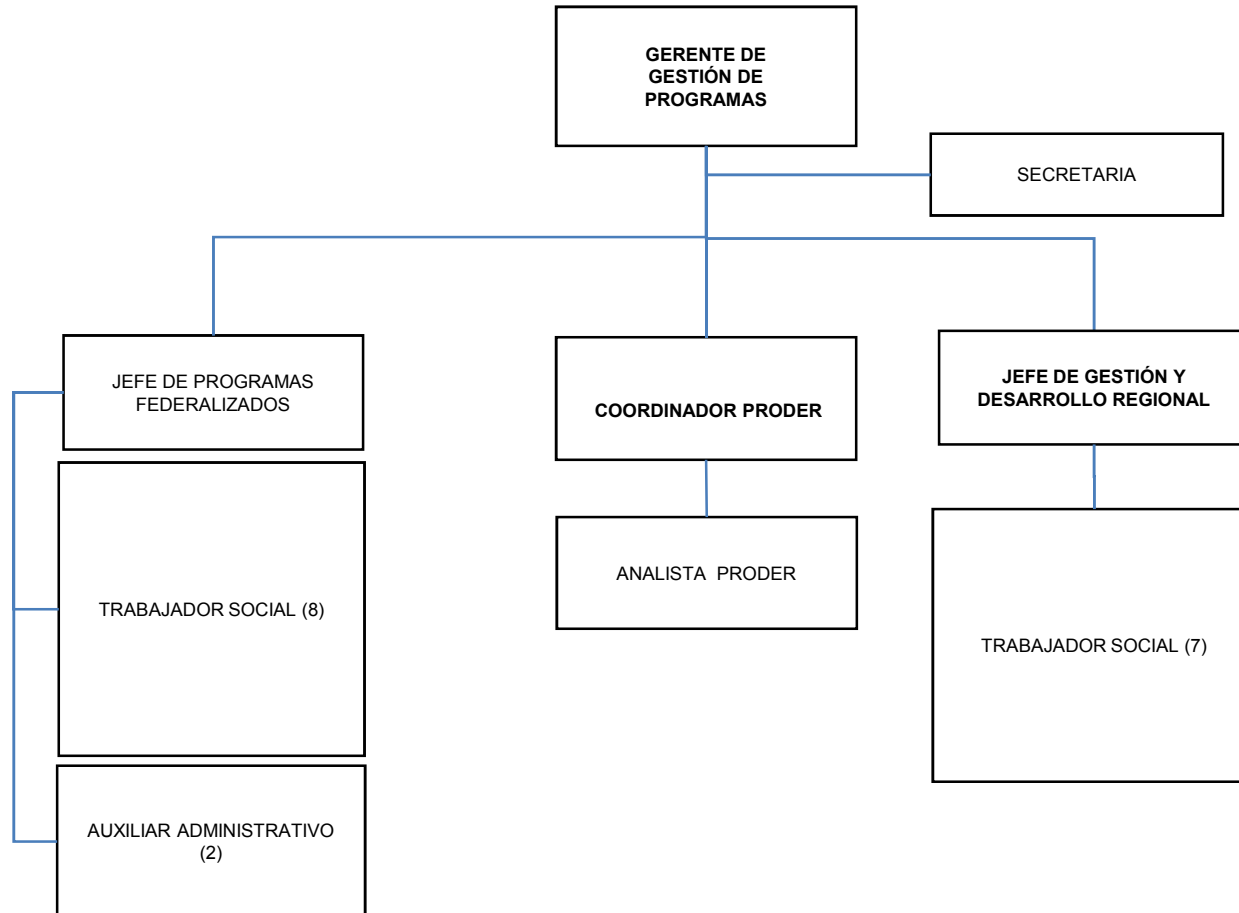 GERENTE DE
GESTIÓN DE
PROGRAMAS
SECRETARIA
JEFE DE PROGRAMAS
FEDERALIZADOS
COORDINADOR PRODER
JEFE DE GESTIÓN Y
DESARROLLO REGIONAL
TRABAJADOR SOCIAL (8)
ANALISTA PRODER
TRABAJADOR SOCIAL (7)
AUXILIAR ADMINISTRATIVO
(2)